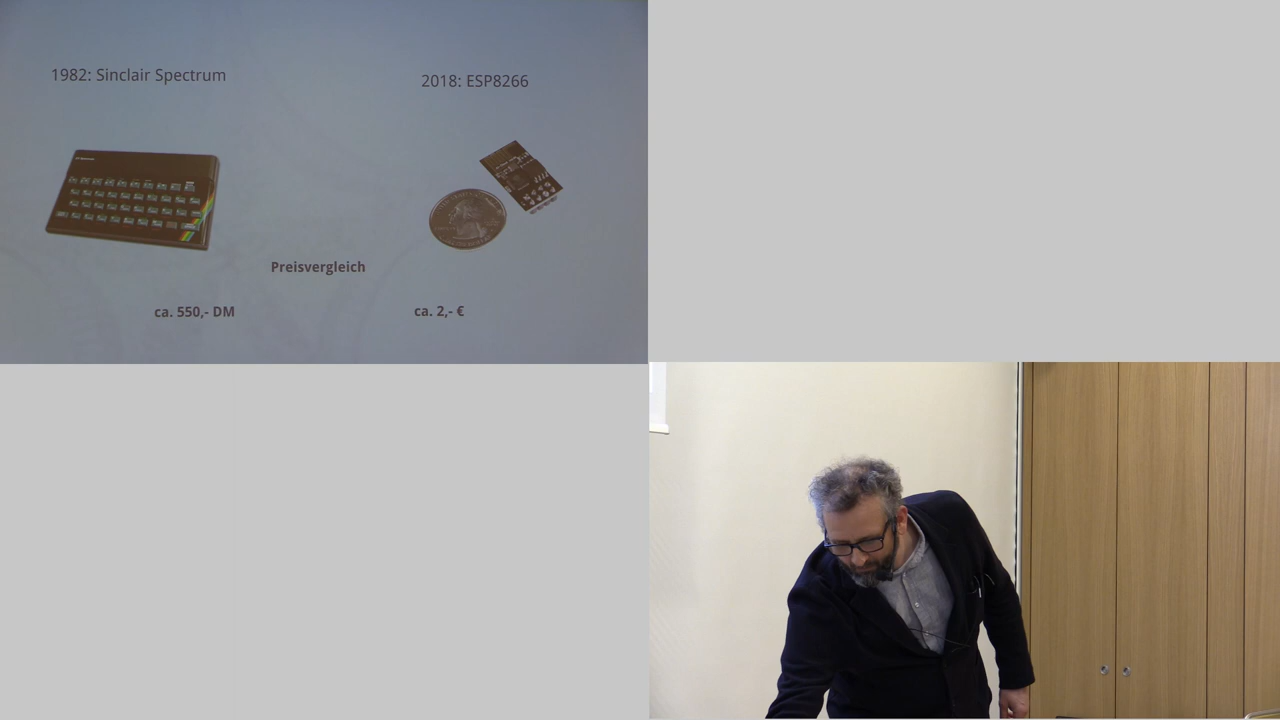 1982: Sinclair Spectrum
2018: ESP8266
Preisvergleich
ca. 550,- DM
ca. 2,- €